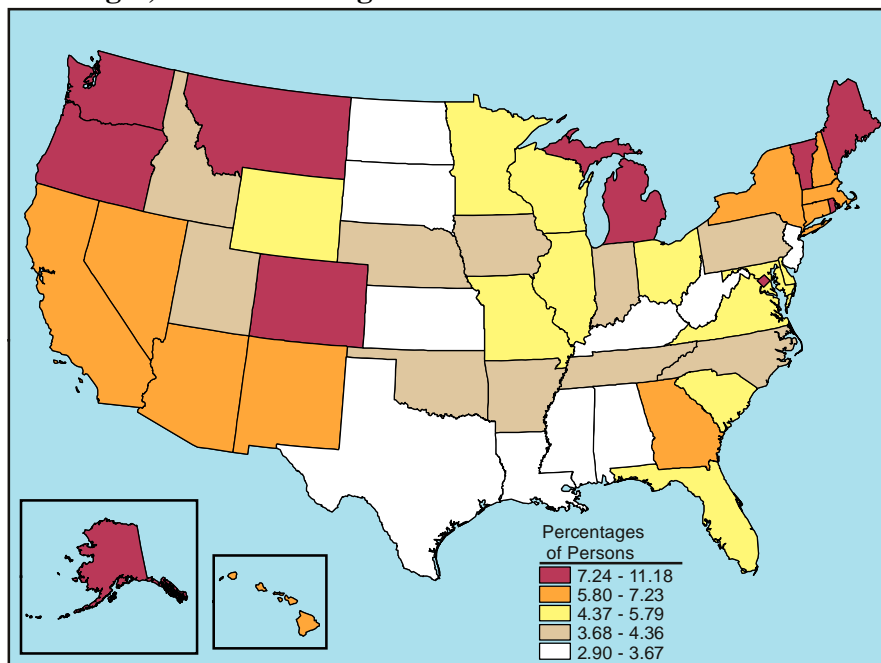 Percentages
of Persons
7.24 - 11.18
5.80 - 7.23
4.37 - 5.79
3.68 - 4.36
2.90 - 3.67